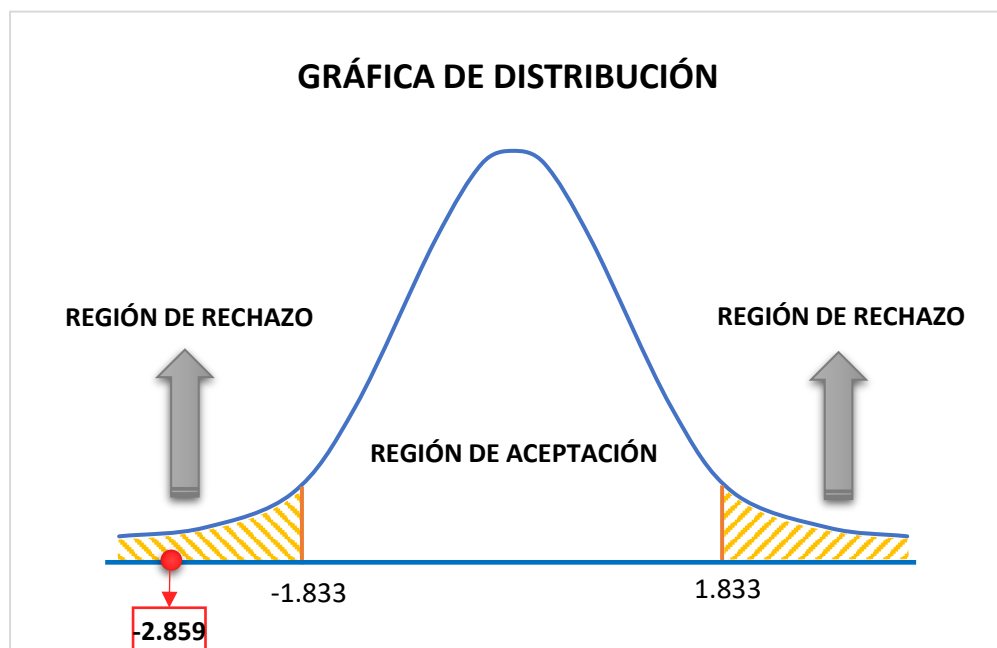 GRÁFICA DE DISTRIBUCIÓN
REGIÓN DE RECHAZO
REGIÓN DE RECHAZO
REGIÓN DE ACEPTACIÓN
-1.833
1.833
-2.859